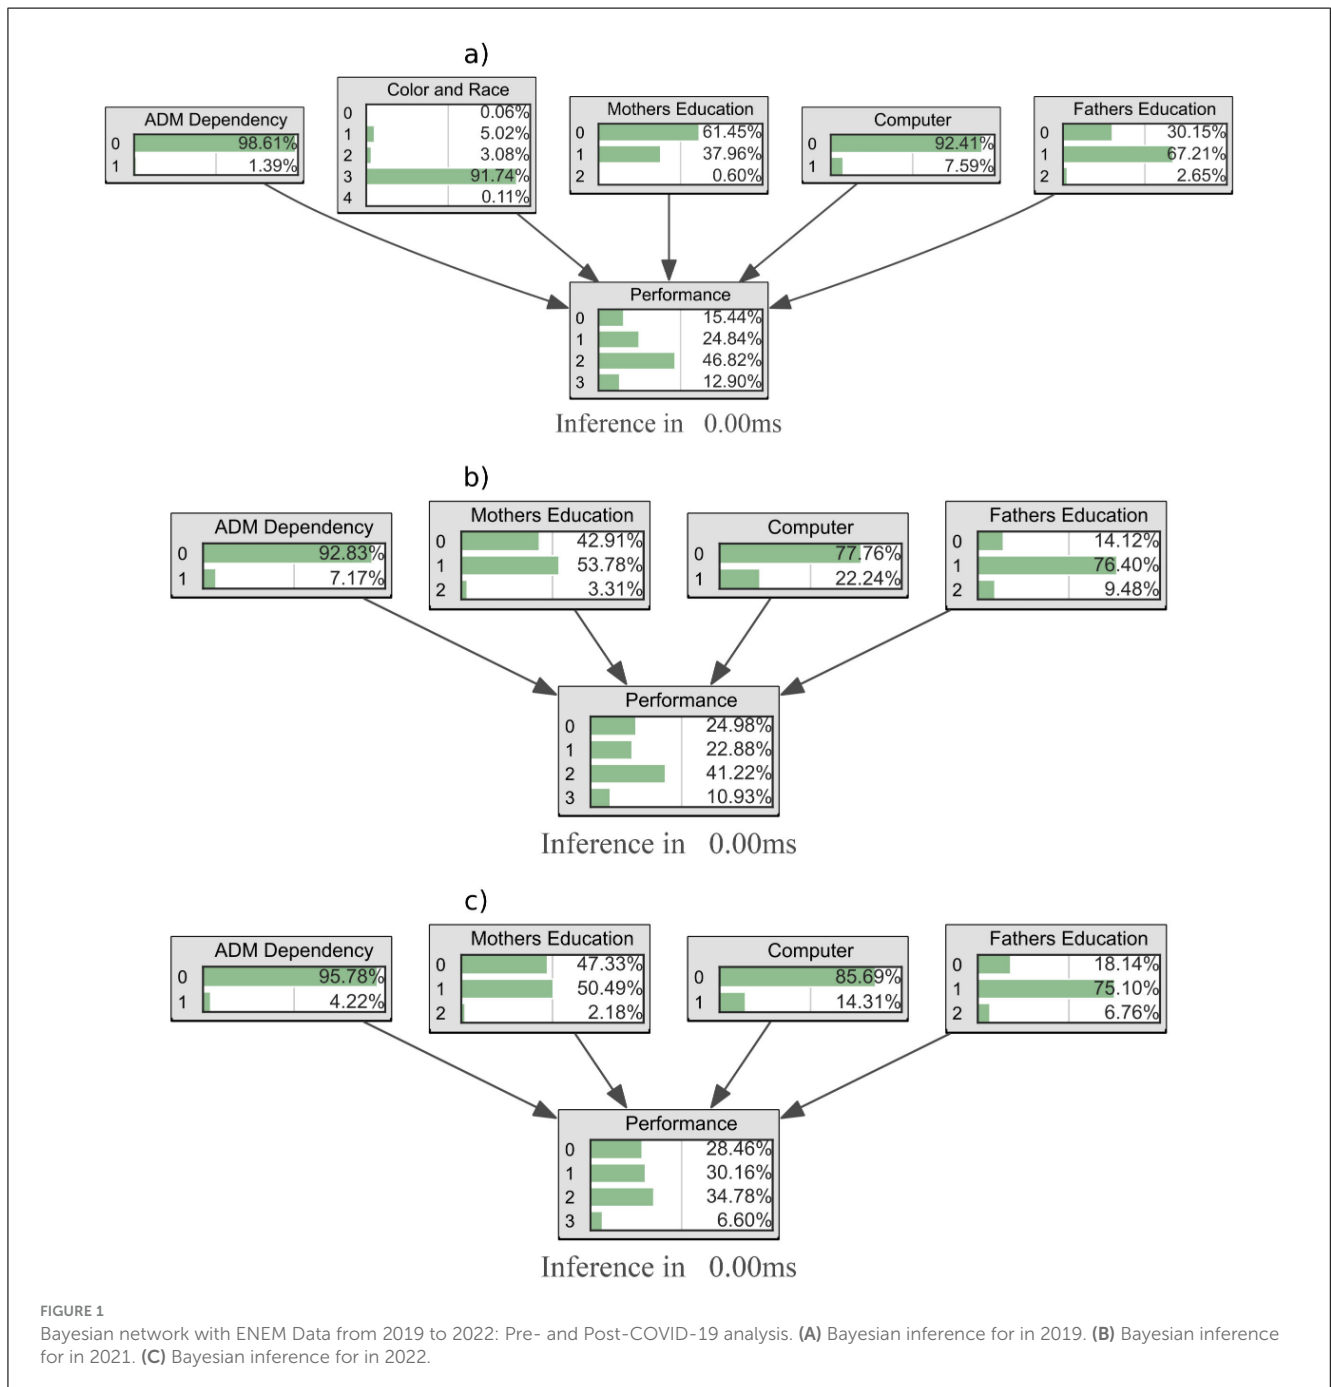 a)
ADM Dependency
0 98.61%
1 1.39%
Color and Race
0 0.06%
1 5.02%
2 3.08%
3 91.74%
4 0.11%
Mothers Education
0 61.45%
1 37.96%
2 0.60%
Computer
0 92.41%
1 7.59%
Fathers Education
0 30.15%
1 67.21%
2 2.65%
Performance
0 15.44%
1 24.84%
2 46.82%
3 12.90%
Inference in 0.00ms
b)
ADM Dependency
0 92.83%
1 7.17%
Mothers Education
0 42.91%
1 53.78%
2 3.31%
Computer
0 77.76%
1 22.24%
Fathers Education
0 14.12%
1 76.40%
2 9.48%
Performance
0 24.98%
1 22.88%
2 41.22%
3 10.93%
Inference in 0.00ms
c)
ADM Dependency
0 95.78%
1 4.22%
Mothers Education
0 47.33%
1 50.49%
2 2.18%
Computer
0 85.69%
1 14.31%
Fathers Education
0 18.14%
1 75.10%
2 6.76%
Performance
0 28.46%
1 30.16%
2 34.78%
3 6.60%
Inference in 0.00ms
FIGURE 1
Bayesian network with ENEM Data from 2019 to 2022: Pre- and Post-COVID-19 analysis. (A) Bayesian inference for in 2019. (B) Bayesian inference
for in 2021. (C) Bayesian inference for in 2022.